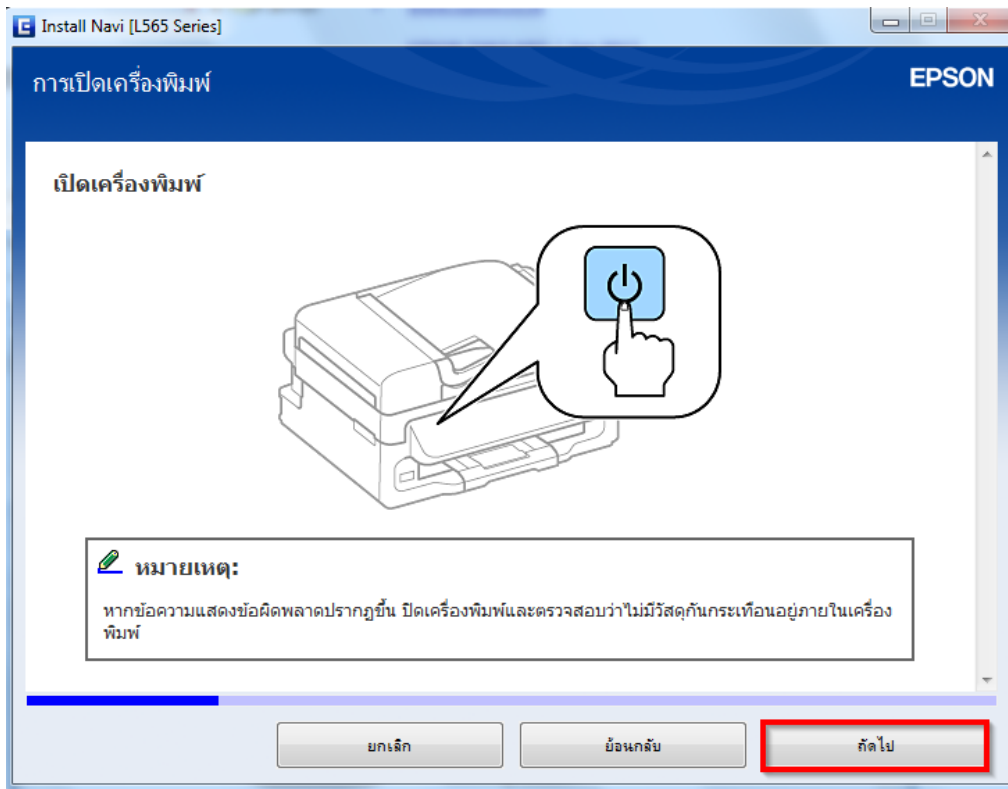 Install Navi [L565 Series]
การเปิดเครื่องพิมพ์
EPSON
เปิดเครื่องพิมพ์
หมายเหตุ:
หากข้อความแสดงข้อผิดพลาดปรากฏขึ้น ปิดเครื่องพิมพ์และตรวจสอบว่าไม่มีวัสดุกันกระเทือนอยู่ภายในเครื่อง
พิมพ์
ยกเลิก
ย้อนกลับ
ถัดไป